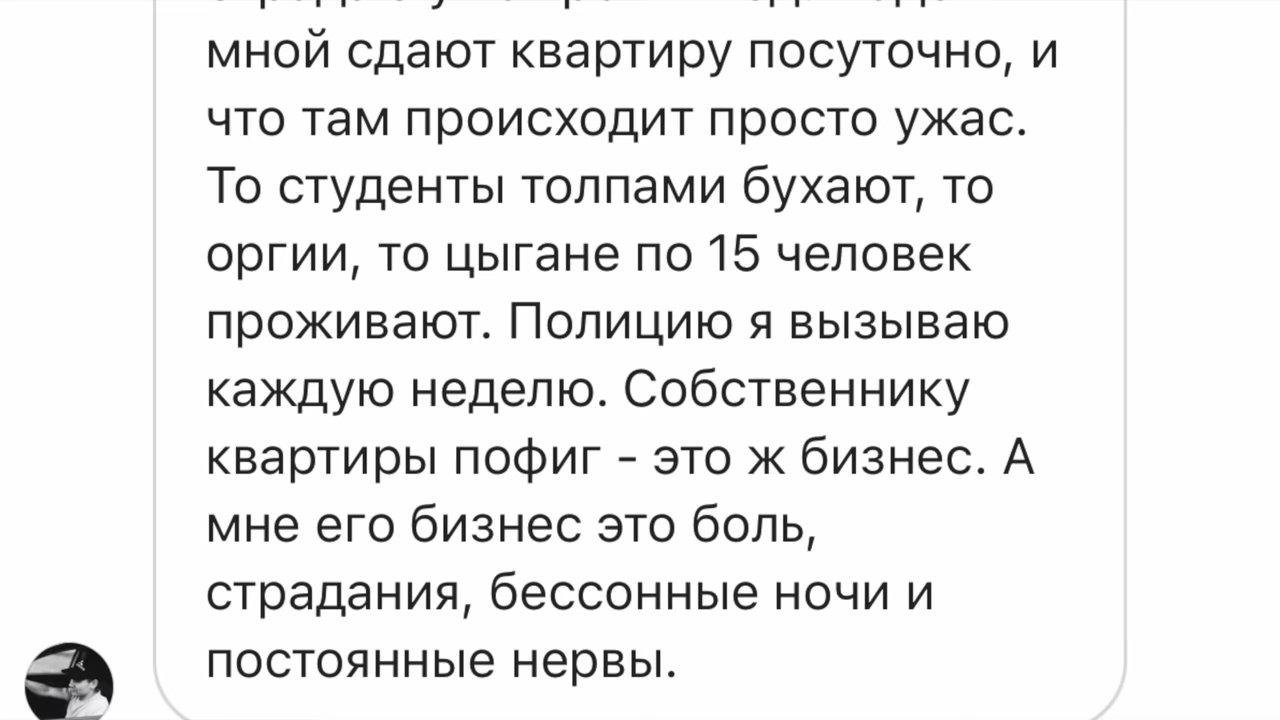 мной сдают квартиру посуточно, и
что там происходит просто ужас.
То студенты толпами бухают, то
оргии, то цыгане по 15 человек
проживают. Полицию я вызываю
каждую неделю. Собственнику
квартиры пофиг - это ж бизнес. А
мне его бизнес это боль,
страдания, бессонные ночи и
постоянные нервы.